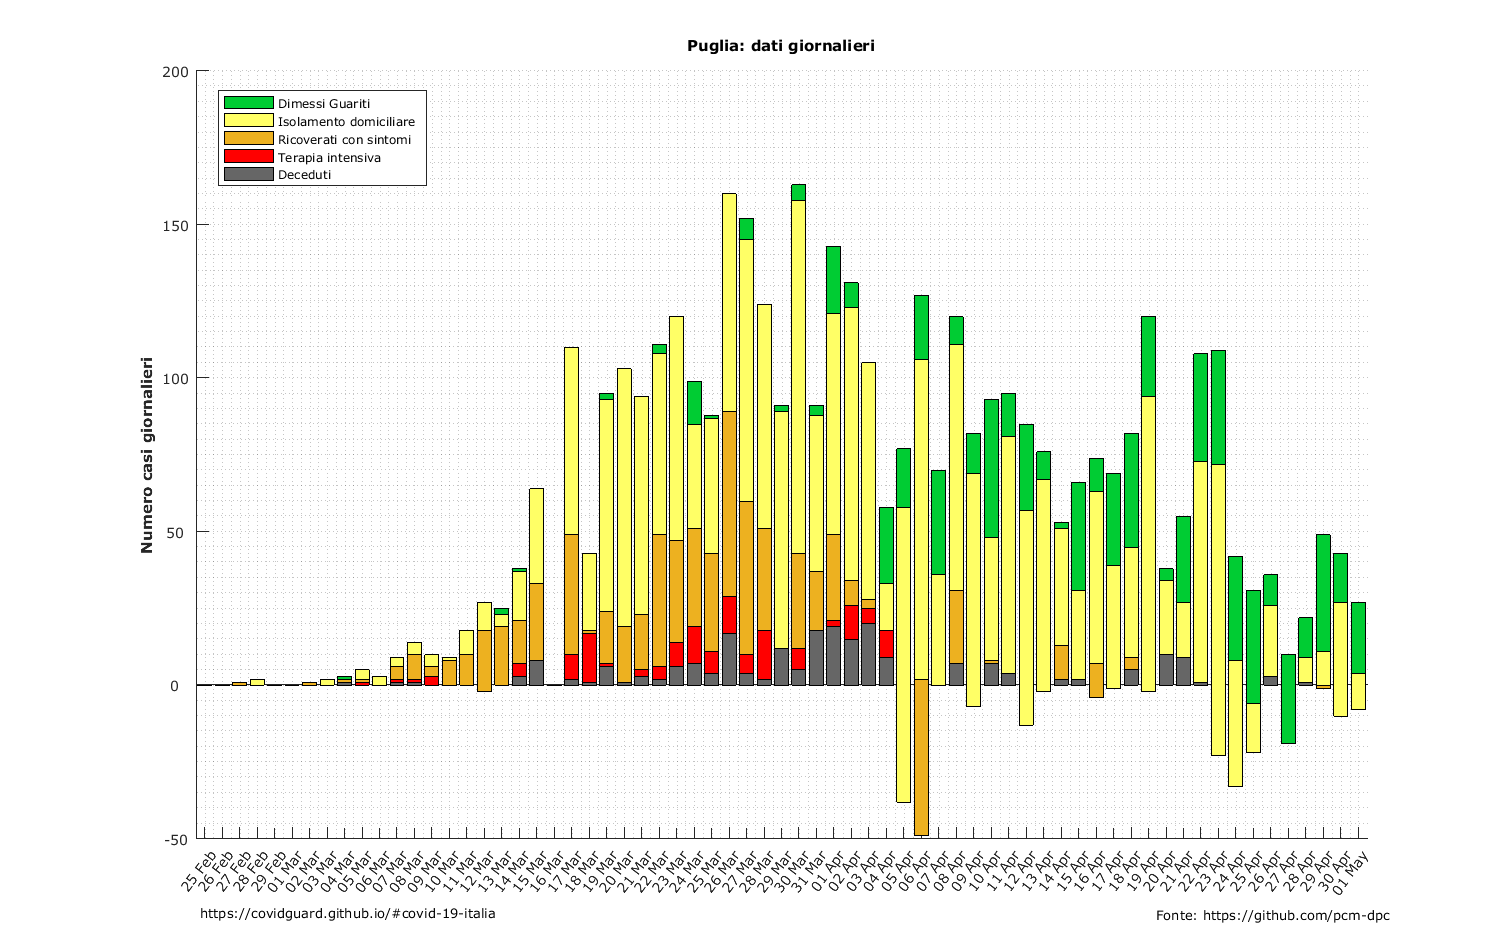 Puglia: dati giornalieri
200
150
100
50
0
-50
Numero casi giornalieri
Dimessi Guariti
Isolamento domiciliare
Ricoverati con sintomi
Terapia intensiva
Deceduti
25 Feb
26 Feb
27 Feb
28 Feb
29 Feb
01 Mar
02 Mar
03 Mar
04 Mar
05 Mar
06 Mar
07 Mar
08 Mar
09 Mar
10 Mar
11 Mar
12 Mar
13 Mar
14 Mar
15 Mar
16 Mar
17 Mar
18 Mar
19 Mar
20 Mar
21 Mar
22 Mar
23 Mar
24 Mar
25 Mar
26 Mar
27 Mar
28 Mar
29 Mar
30 Mar
31 Mar
01 Apr
02 Apr
03 Apr
04 Apr
05 Apr
06 Apr
07 Apr
08 Apr
09 Apr
10 Apr
11 Apr
12 Apr
13 Apr
14 Apr
15 Apr
16 Apr
17 Apr
18 Apr
19 Apr
20 Apr
21 Apr
22 Apr
23 Apr
24 Apr
25 Apr
26 Apr
27 Apr
28 Apr
29 Apr
30 Apr
01 May
https://covidguard.github.io/#covid-19-italia
Fonte: https://github.com/pcm-dpc